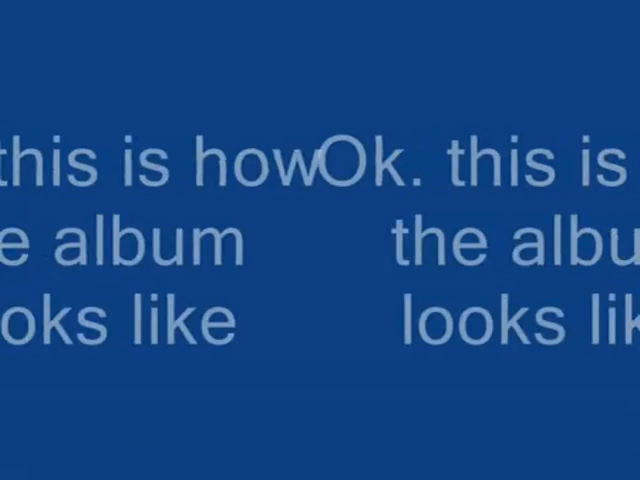 this is howOk. this is
e album the albu
oks like looks lik